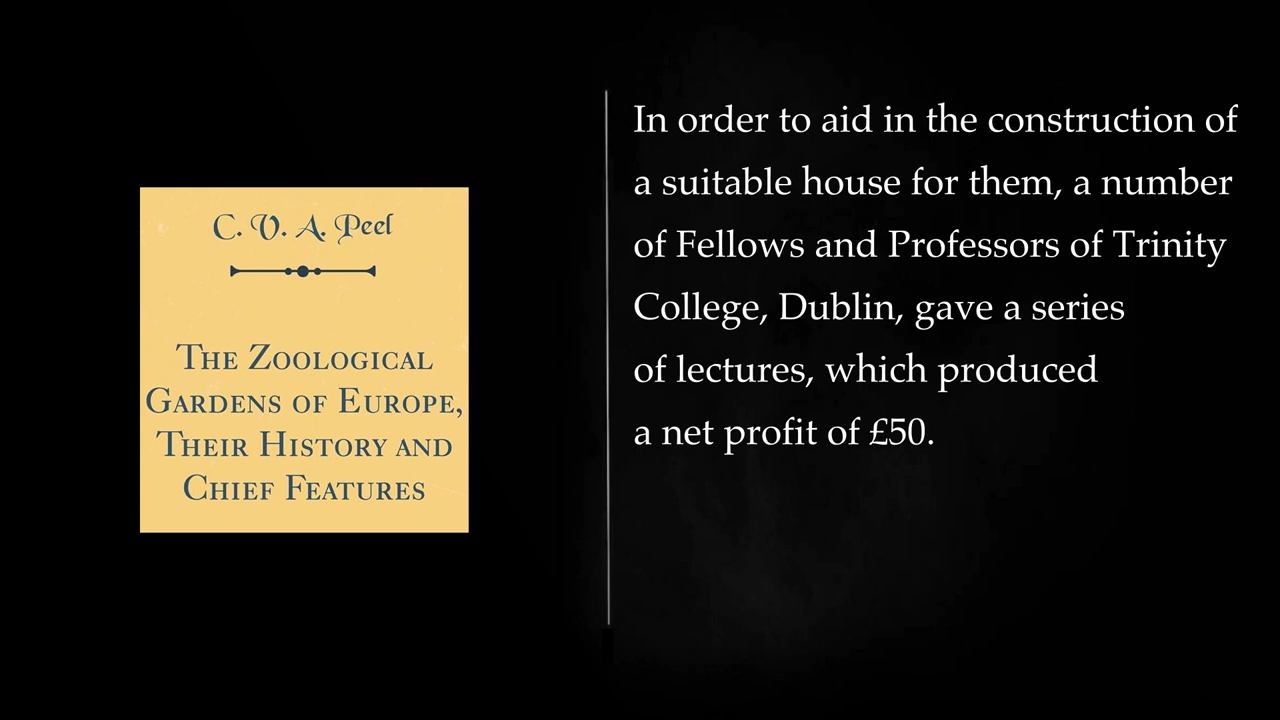 C. V. A. Peel
The Zoological
Gardens of Europe,
Their History and
Chief Features
In order to aid in the construction of
a suitable house for them, a number
of Fellows and Professors of Trinity
College, Dublin, gave a series
of lectures, which produced
a net profit of £50.